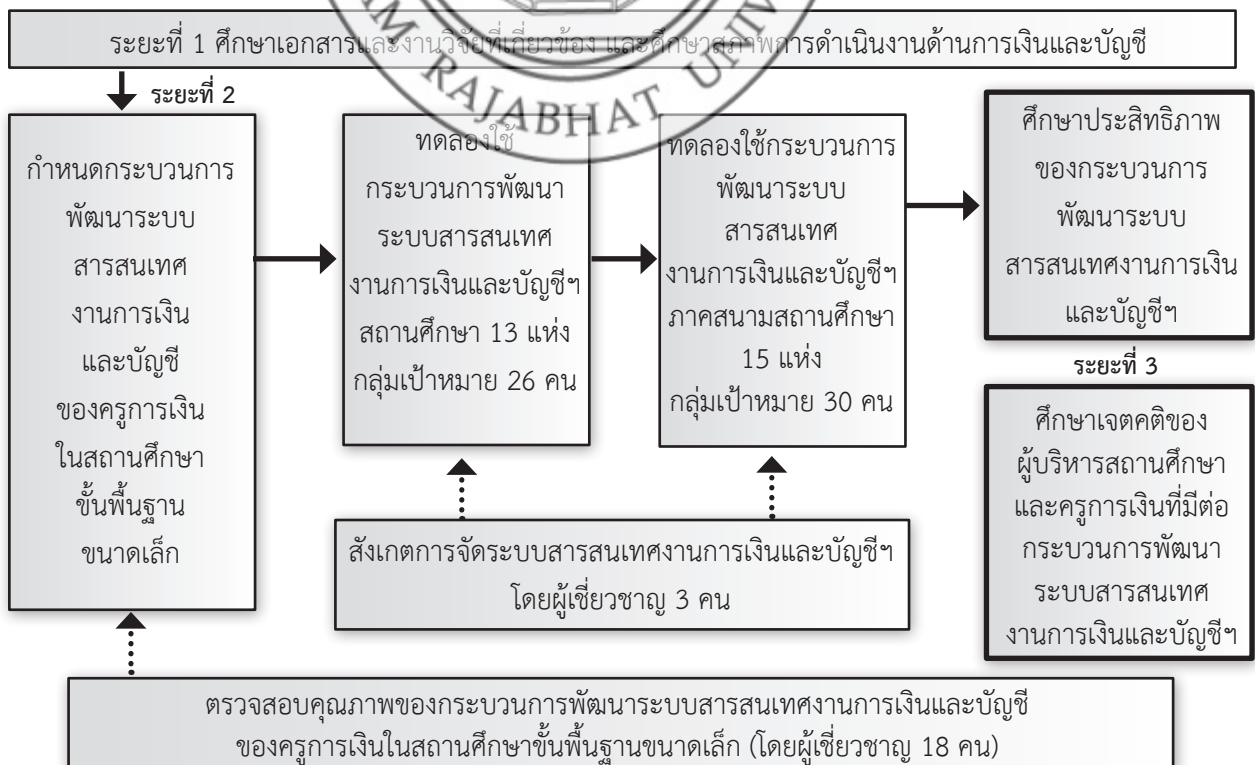 ระยะที่ 1 ศึกษาเอกสารและงานวิจัยที่เกี่ยวข้อง และศึกษาสภาพการดำเนินงานด้านการเงินและบัญชี
AM RAJABHAT UNIV
ระยะที่ 2
กำหนดกระบวนการ
พัฒนาระบบ
สารสนเทศ
งานการเงิน
และบัญชี
ของครูการเงิน
ในสถานศึกษา
ขั้นพื้นฐาน
ขนาดเล็ก
ทดลองใช้
กระบวนการพัฒนา
ระบบสารสนเทศ
งานการเงินและบัญชีฯ
สถานศึกษา 13 แห่ง
กลุ่มเป้าหมาย 26 คน
ทดลองใช้กระบวนการ
พัฒนาระบบ
สารสนเทศ
งานการเงินและบัญชีฯ
ภาคสนามสถานศึกษา
15 แห่ง
กลุ่มเป้าหมาย 30 คน
ศึกษาประสิทธิภาพ
ของกระบวนการ
พัฒนาระบบ
สารสนเทศงานการเงิน
และบัญชีฯ
ระยะที่ 3
ศึกษาเจตคติของ
ผู้บริหารสถานศึกษา
และครูการเงินที่มีต่อ
กระบวนการพัฒนา
ระบบสารสนเทศ
งานการเงินและบัญชีฯ
สังเกตการจัดระบบสารสนเทศงานการเงินและบัญชีฯ
โดยผู้เชี่ยวชาญ 3 คน
ตรวจสอบคุณภาพของกระบวนการพัฒนาระบบสารสนเทศงานการเงินและบัญชี
ของครูการเงินในสถานศึกษาขั้นพื้นฐานขนาดเล็ก (โดยผู้เชี่ยวชาญ 18 คน)